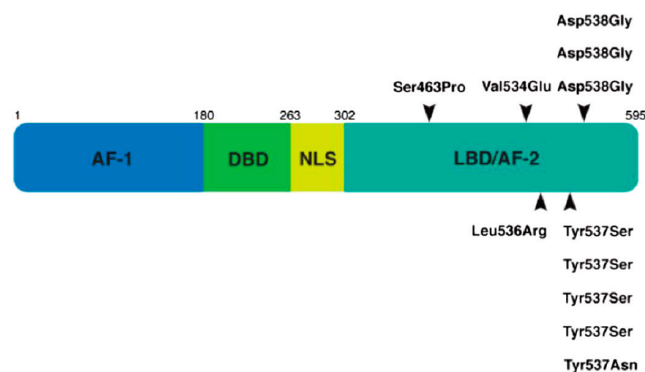 Asp538Gly
Asp538Gly
Ser463Pro Val534Glu Asp538Gly
1 180 263 302 595
AF-1 DBD NLS LBD/AF-2
Leu536Arg Tyr537Ser
Tyr537Ser
Tyr537Ser
Tyr537Ser
Tyr537Asn